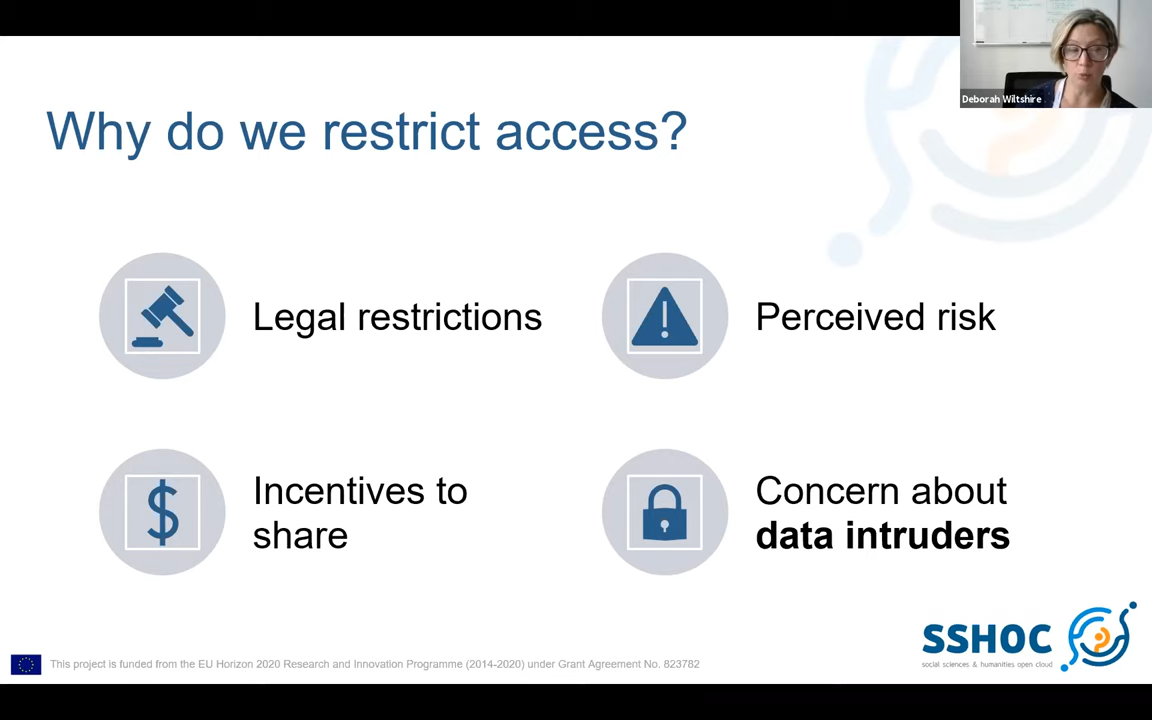 Deborah Wiltshire
Why do we restrict access?
Legal restrictions
Perceived risk
Incentives to
share
Concern about
data intruders
SSHOC
social sciences & humanities open cloud
This project is funded from the EU Horizon 2020 Research and Innovation Programme (2014-2020) under Grant Agreement No. 823782